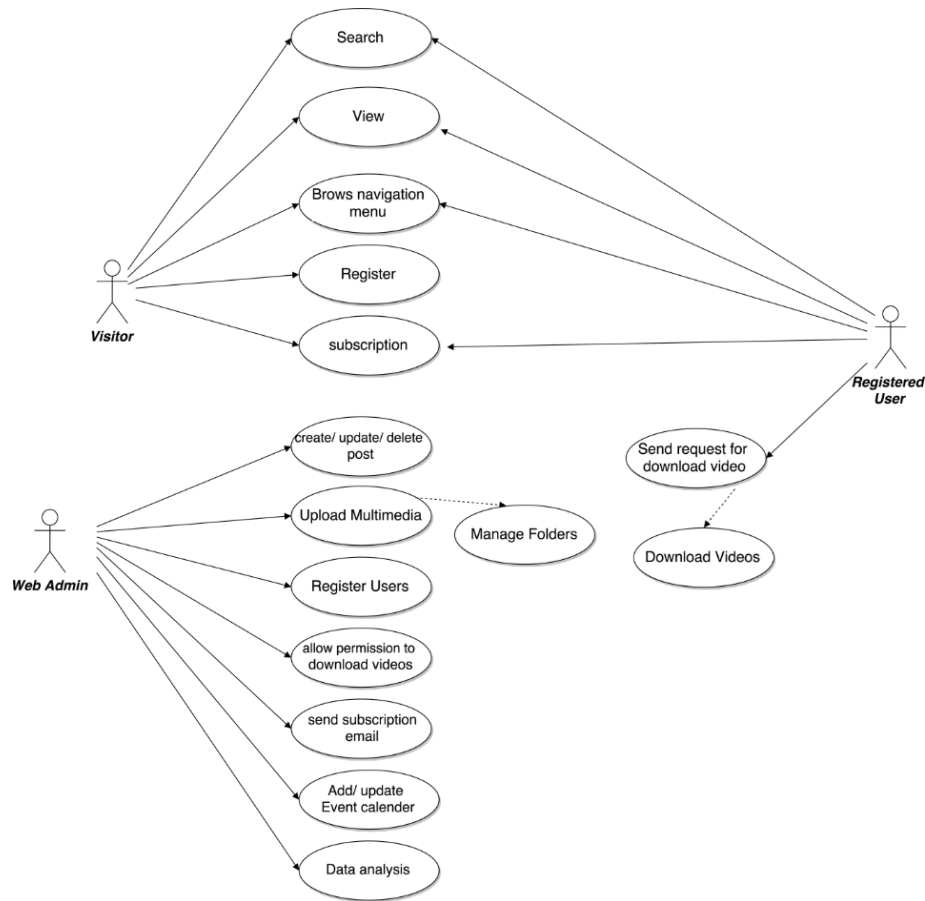 Search
View
Brows navigation
menu
Register
Visitor
subscription
Registered
User
create/ update/ delete
post
Send request for
download video
Upload Multimedia
Manage Folders
Download Videos
Web Admin
Register Users
allow permission to
download videos
send subscription
email
Add/ update
Event calender
Data analysis